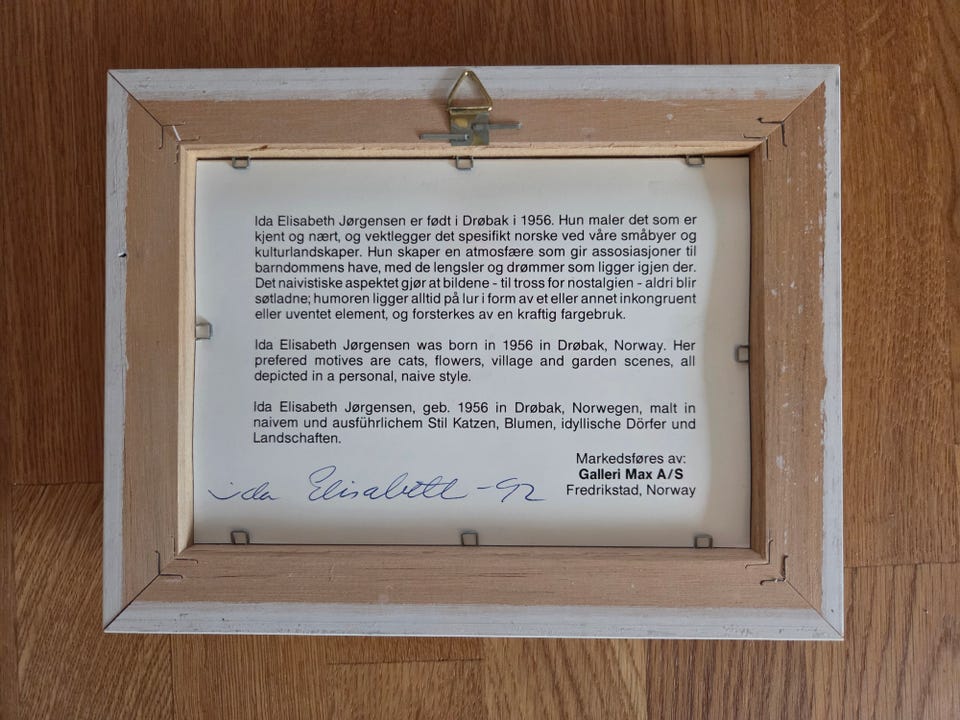 Ida Elisabeth Jørgensen er født i Drøbak i 1956. Hun maler det som er
kjent og nært, og vektlegger det spesifikt norske ved våre småbyer og
kulturlandskaper. Hun skaper en atmosfære som gir assosiasjoner til
barndommens have, med de lengsler og drømmer som ligger igjen der.
Det naivistiske aspektet gjør at bildene - til tross for nostalgien - aldri blir
søtladne; humoren ligger alltid på lur i form av et eller annet inkongruent
eller uventet element, og forsterkes av en kraftig fargebruk.
Ida Elisabeth Jørgensen was born in 1956 in Drøbak, Norway. Her
prefered motives are cats, flowers, village and garden scenes, all
depicted in a personal, naive style.
Ida Elisabeth Jørgensen, geb. 1956 in Drøbak, Norwegen, malt in
naivem und ausführlichem Stil Katzen, Blumen, idyllische Dörfer und
Landschaften.
Markedsføres av:
Galleri Max A/S
Fredrikstad, Norway
Ida Elisabeth -92